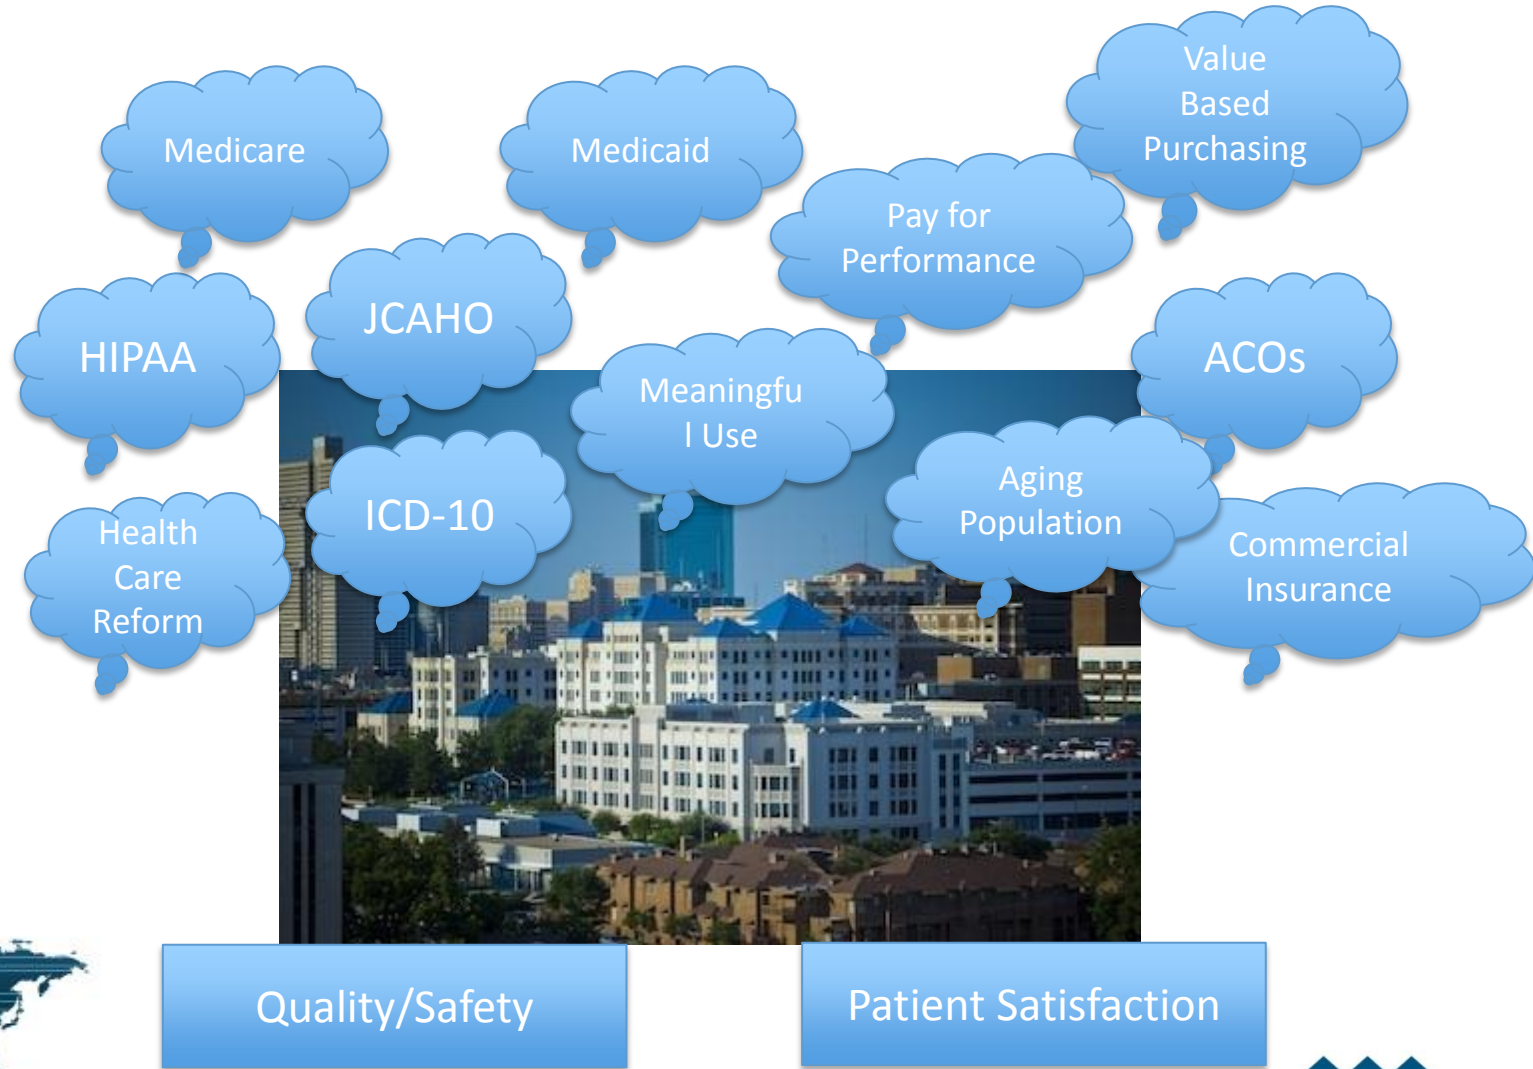 Medicare
Medicaid
Value
Based
Purchasing
Pay for
Performance
HIPAA
JCAHO
Meaningfu
l Use
ACOs
Health
Care
Reform
ICD-10
Aging
Population
Commercial
Insurance
Quality/Safety
Patient Satisfaction